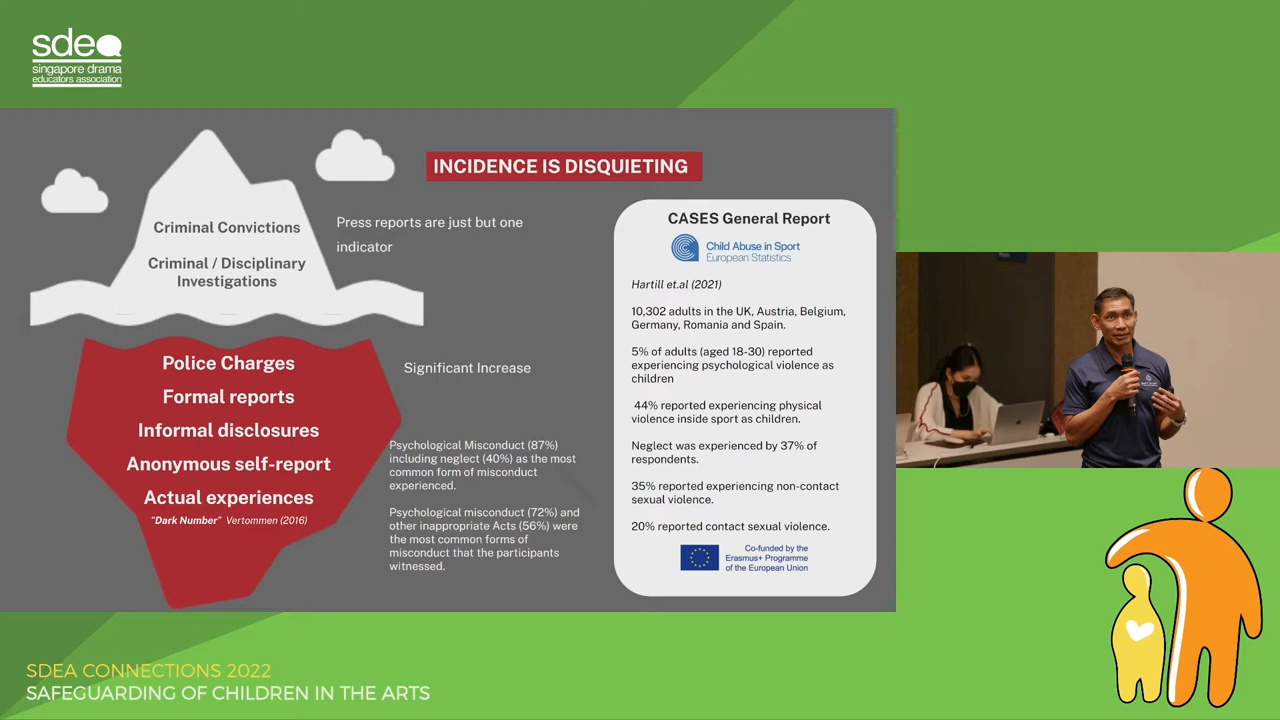 sdea
singapore drama
educators association
INCIDENCE IS DISQUIETING
Criminal Convictions
Criminal / Disciplinary
Investigations
Press reports are just but one
indicator
Police Charges
Formal reports
Informal disclosures
Anonymous self-report
Actual experiences
"Dark Number" Vertommen (2016)
Significant Increase
Psychological Misconduct (87%)
including neglect (40%) as the most
common form of misconduct
experienced.
Psychological misconduct (72%) and
other inappropriate Acts (56%) were
the most common forms of
misconduct that the participants
witnessed.
CASES General Report
Child Abuse in Sport
European Statistics
Hartill et.al (2021)
10,302 adults in the UK, Austria, Belgium,
Germany, Romania and Spain.
5% of adults (aged 18-30) reported
experiencing psychological violence as
children
44% reported experiencing physical
violence inside sport as children.
Neglect was experienced by 37% of
respondents.
35% reported experiencing non-contact
sexual violence.
20% reported contact sexual violence.
Co-funded by the
Erasmus+ Programme
of the European Union
SDEA CONNECTIONS 2022
SAFEGUARDING OF CHILDREN IN THE ARTS